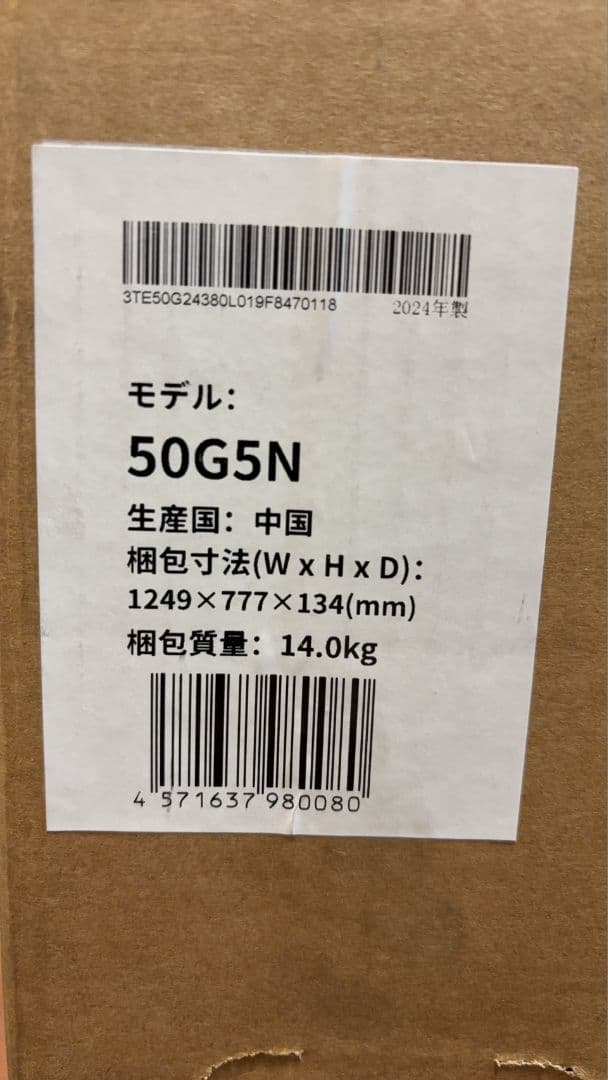 3TE50G24380L019F8470118 2024年製
モデル:
50G5N
生産国: 中国
梱包寸法(W x H x D):
1249×777×134(mm)
梱包質量: 14.0kg
4 571637 980080